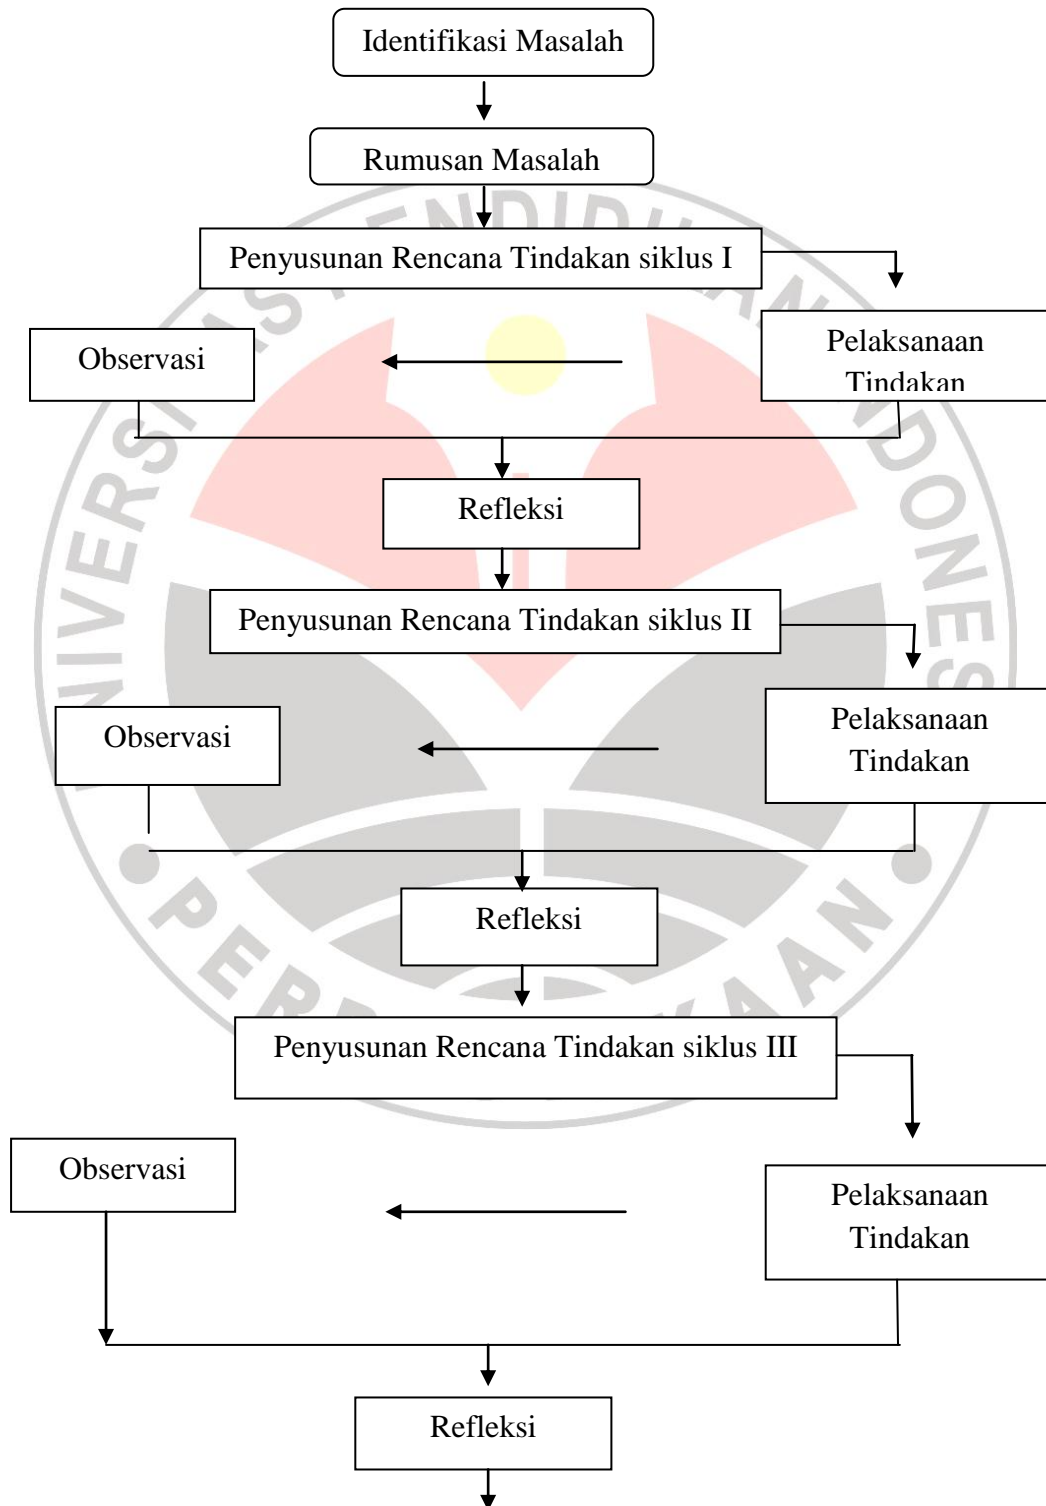 Identifikasi Masalah
Rumusan Masalah
Penyusunan Rencana Tindakan siklus I
Observasi
Pelaksanaan
Tindakan
Refleksi
Penyusunan Rencana Tindakan siklus II
Observasi
Pelaksanaan
Tindakan
Refleksi
Penyusunan Rencana Tindakan siklus III
Observasi
Pelaksanaan
Tindakan
Refleksi